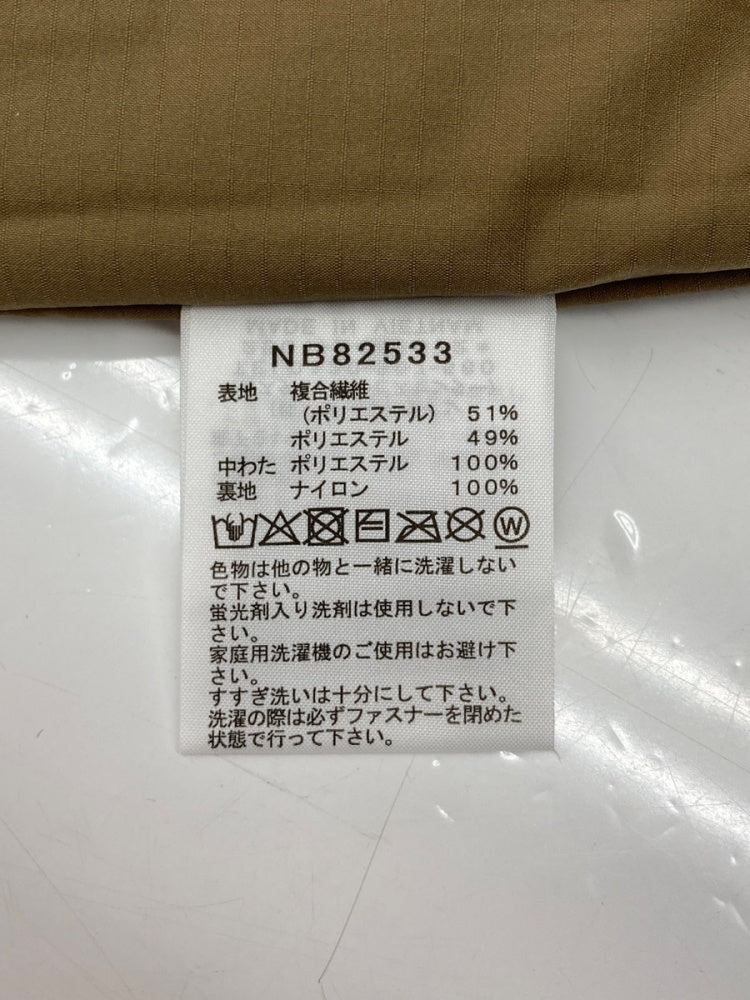 NB82533
表地 複合繊維
(ポリエステル) 51%
ポリエステル 49%
中わた ポリエステル 100%
裏地 ナイロン 100%
W
色物は他の物と一緒に洗濯しない
で下さい。
蛍光剤入り洗剤は使用しないで下
さい。
家庭用洗濯機のご使用はお避け下
さい。
すすぎ洗いは十分にして下さい。
洗濯の際は必ずファスナーを閉めた
状態で行って下さい。